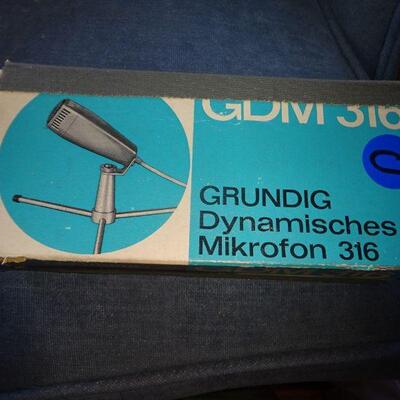 GDM 316
GRUNDIG
Dynamisches
Mikrofon 316